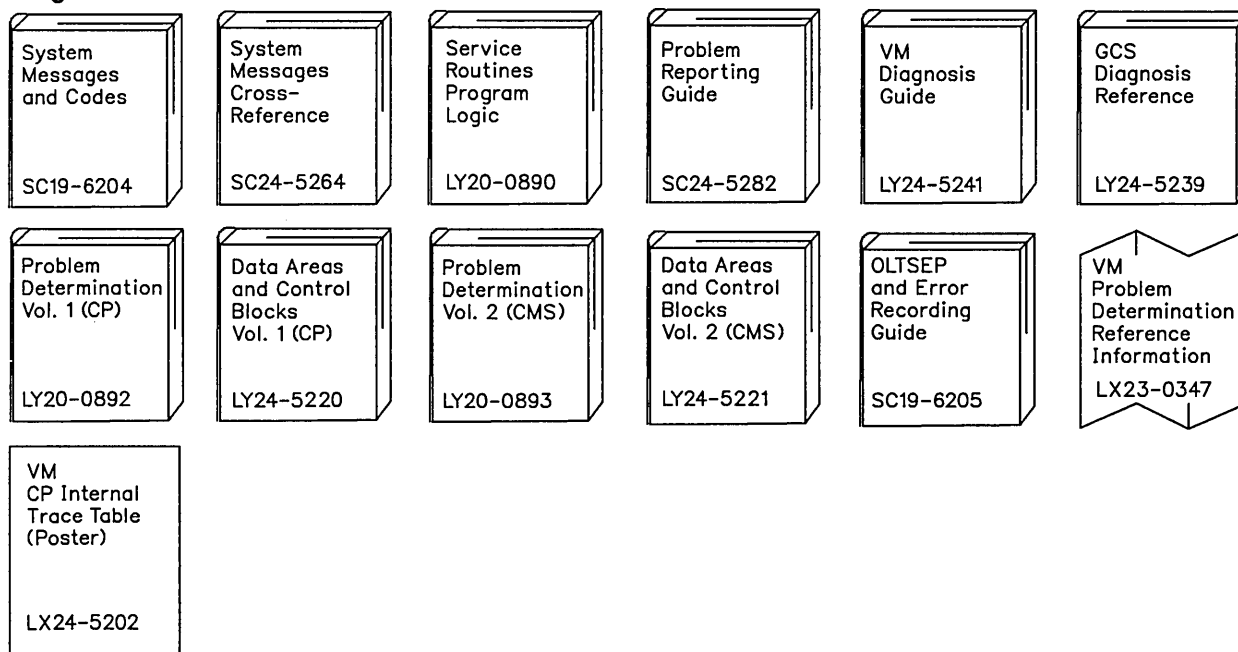 System
Messages
and Codes
SC19-6204
System
Messages
Cross-
Reference
SC24-5264
Service
Routines
Program
Logic
LY20-0890
Problem
Reporting
Guide
SC24-5282
VM
Diagnosis
Guide
LY24-5241
GCS
Diagnosis
Reference
LY24-5239
Problem
Determination
Vol. 1 (CP)
LY20-0892
Data Areas
and Control
Blocks
Vol. 1 (CP)
LY24-5220
Problem
Determination
Vol. 2 (CMS)
LY20-0893
Data Areas
and Control
Blocks
Vol. 2 (CMS)
LY24-5221
OLTSEP
and Error
Recording
Guide
SC19-6205
VM
Problem
Determination
Reference
Information
LX23-0347
VM
CP Internal
Trace Table
(Poster)
LX24-5202